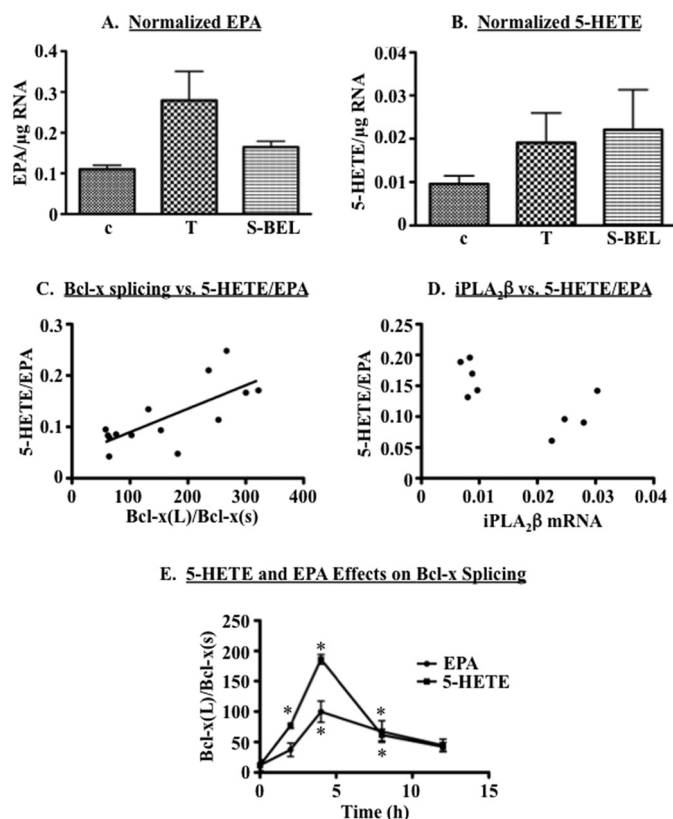 A. Normalized EPA
EPA/μg RNA
0.4
0.3
0.2
0.1
0
c T S-BEL
B. Normalized 5-HETE
5-HETE/μg RNA
0.04
0.03
0.02
0.01
0
c T S-BEL
C. Bcl-x splicing vs. 5-HETE/EPA
5-HETE/EPA
0.3
0.2
0.1
0
0 100 200 300 400
Bcl-x(L)/Bcl-x(s)
D. iPLA₂β vs. 5-HETE/EPA
5-HETE/EPA
0.25
0.20
0.15
0.10
0.05
0
0 0.01 0.02 0.03 0.04
iPLA₂β mRNA
E. 5-HETE and EPA Effects on Bcl-x Splicing
Bcl-x(L)/Bcl-x(s)
250
200
150
100
50
0
* * * * *
EPA
5-HETE
0 5 10 15
Time (h)